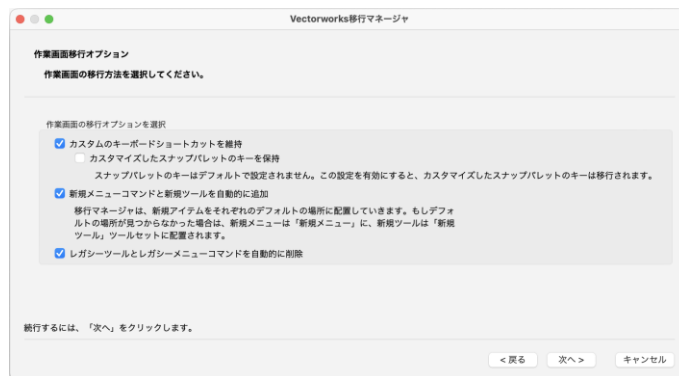 Vectorworks移行マネージャ
作業画面移行オプション
作業画面の移行方法を選択してください。
作業画面の移行オプションを選択
カスタムのキーボードショートカットを維持
カスタマイズしたスナップパレットのキーを保持
スナップパレットのキーはデフォルトで設定されません。この設定を有効にすると、カスタマイズしたスナップパレットのキーは移行されます。
新規メニューコマンドと新規ツールを自動的に追加
移行マネージャは、新規アイテムをそれぞれのデフォルトの場所に配置していきます。もしデフォ
ルトの場所が見つからなかった場合は、新規メニューは「新規メニュー」に、新規ツールは「新規
ツール」ツールセットに配置されます。
レガシーツールとレガシーメニューコマンドを自動的に削除
続行するには、「次へ」をクリックします。
< 戻る 次へ > キャンセル